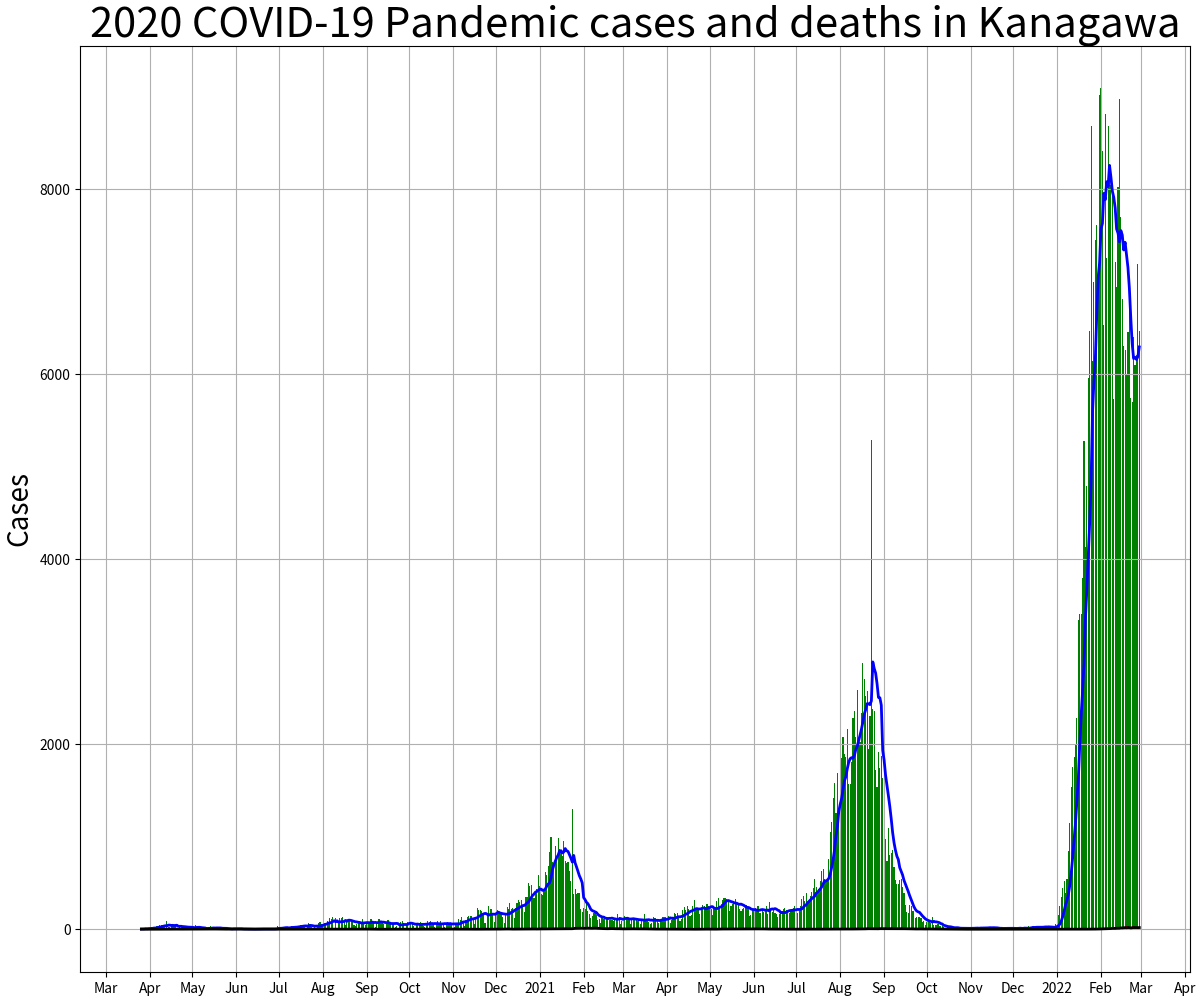 2020 COVID-19 Pandemic cases and deaths in Kanagawa
Cases
8000
6000
4000
2000
0
Mar Apr May Jun Jul Aug Sep Oct Nov Dec 2021 Feb Mar Apr May Jun Jul Aug Sep Oct Nov Dec 2022 Feb Mar Apr